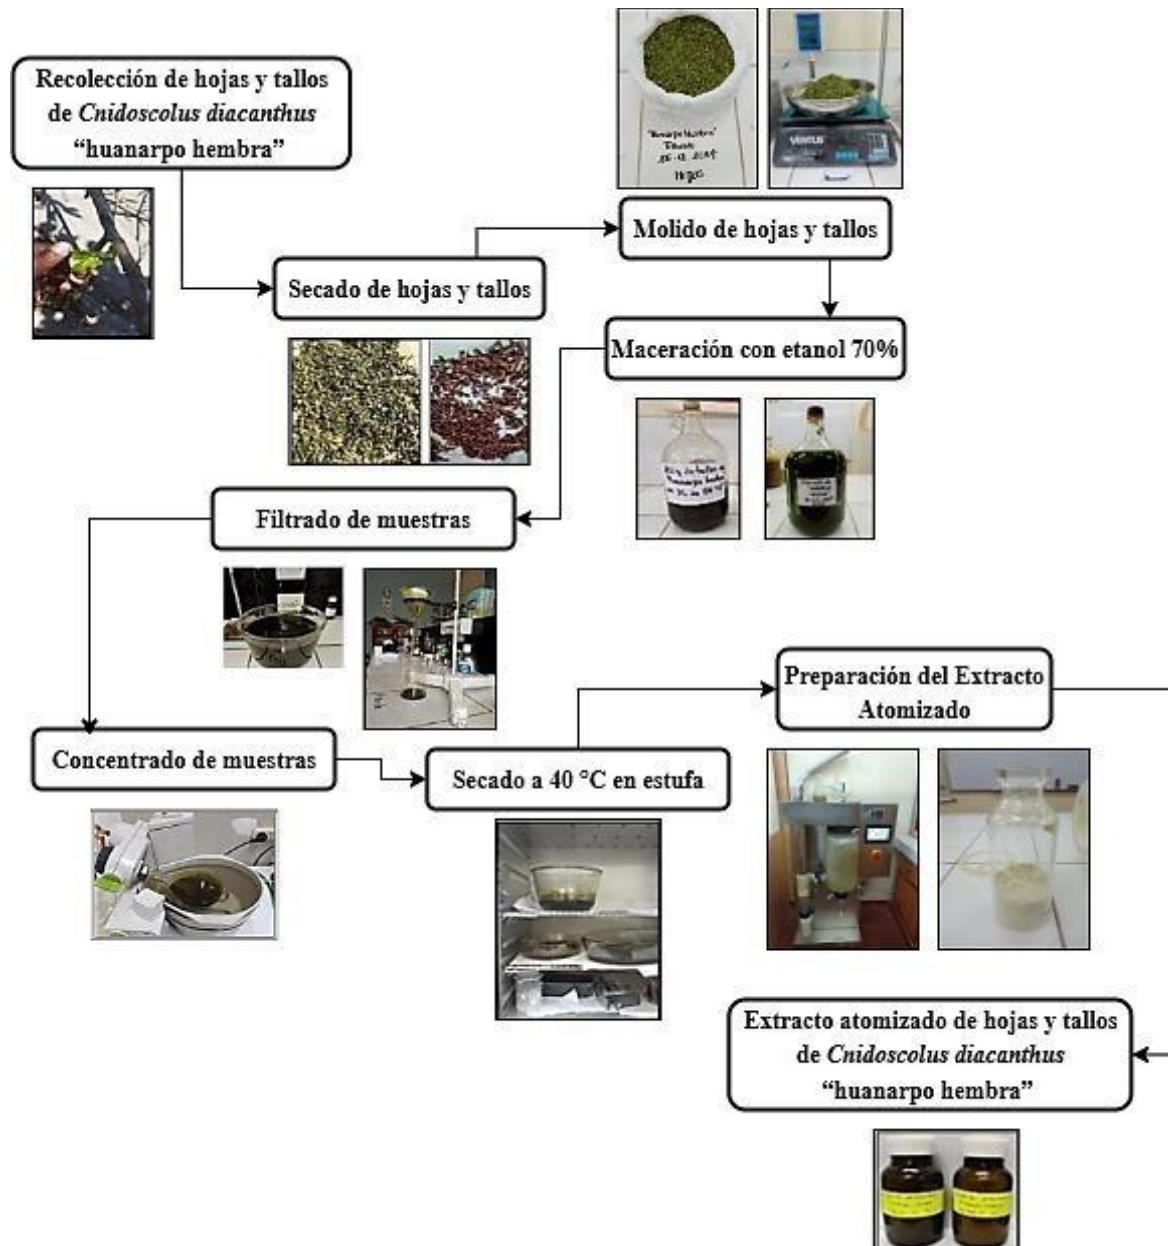 Recolección de hojas y tallos
de Cnidoscolus diacanthus
“huanarpo hembra”
Secado de hojas y tallos
Molido de hojas y tallos
Maceración con etanol 70%
Filtrado de muestras
Concentrado de muestras
Secado a 40 °C en estufa
Preparación del Extracto
Atomizado
Extracto atomizado de hojas y tallos
de Cnidoscolus diacanthus
“huanarpo hembra”